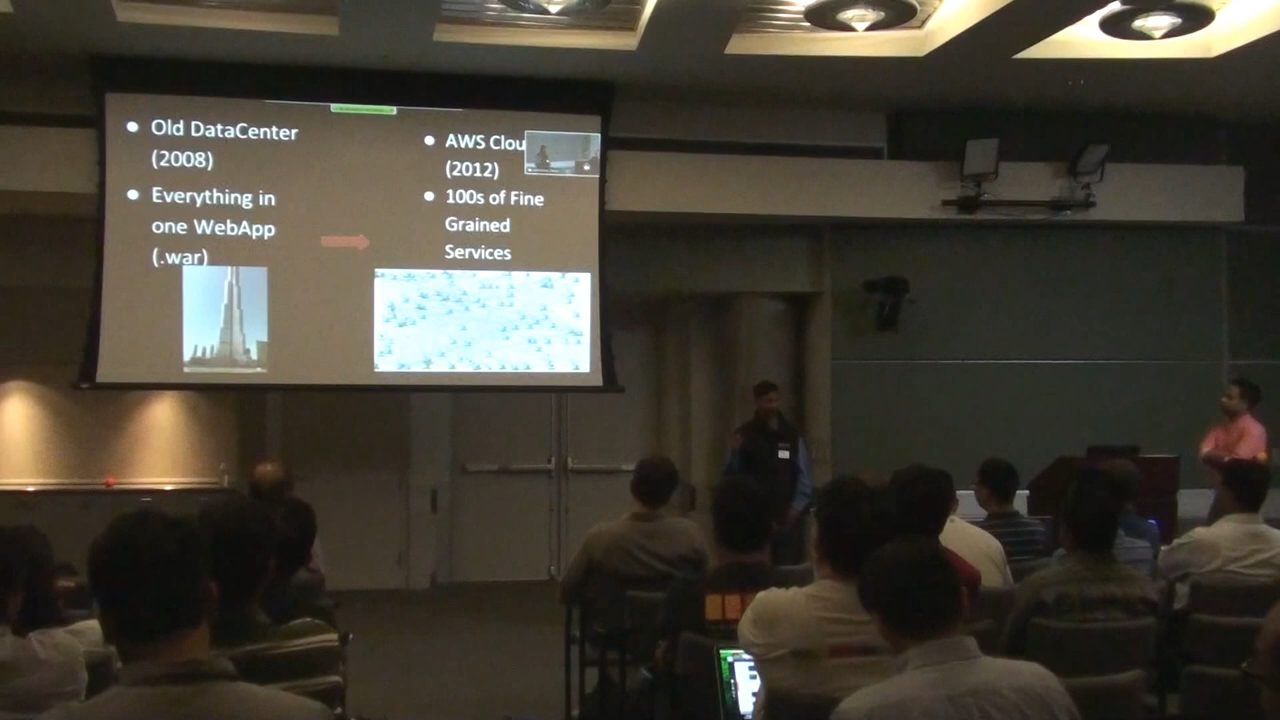 Old DataCenter
(2008)
Everything in
one WebApp
(.war)
AWS Clou
(2012)
100s of Fine
Grained
Services